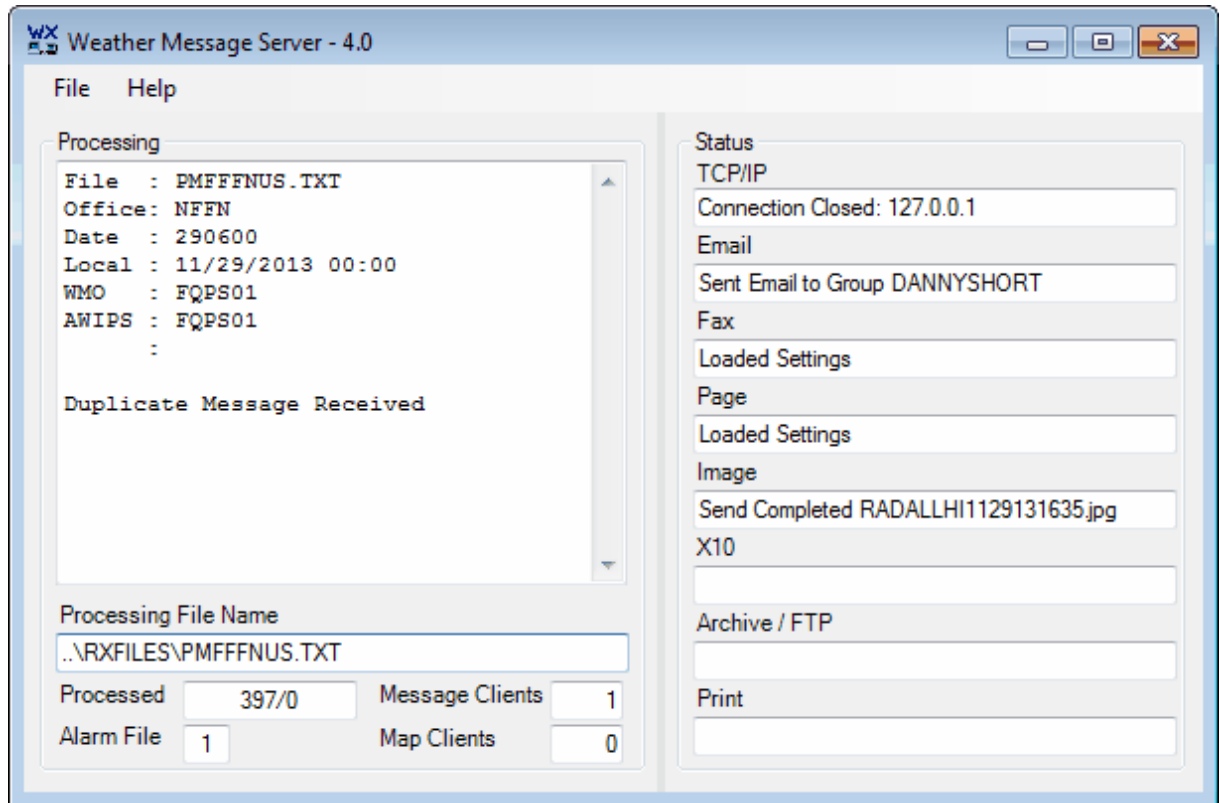 WX Weather Message Server - 4.0
File Help
Processing
File : PMFFFNUS.TXT
Office: NFFN
Date : 290600
Local : 11/29/2013 00:00
WMO : FQPS01
AWIPS : FQPS01
:
Duplicate Message Received
Processing File Name
..\RXFILES\PMFFFNUS.TXT
Processed 397/0 Message Clients 1
Alarm File 1 Map Clients 0
Status
TCP/IP
Connection Closed: 127.0.0.1
Email
Sent Email to Group DANNYSHORT
Fax
Loaded Settings
Page
Loaded Settings
Image
Send Completed RADALLHI1129131635.jpg
X10
Archive / FTP
Print